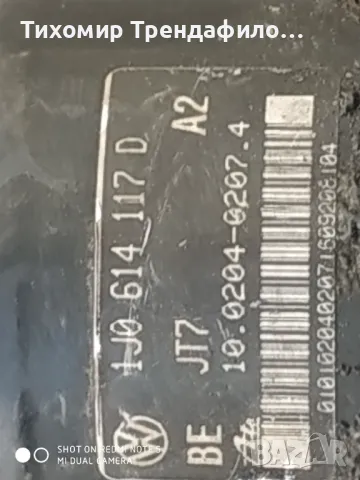 Тихомир Трендафило...
1J0 614 117 D
BE JT7 A2
10.0204-0207.4
SHOT ON REDMI NOTE 5
MI DUAL CAMERA
BAZAR